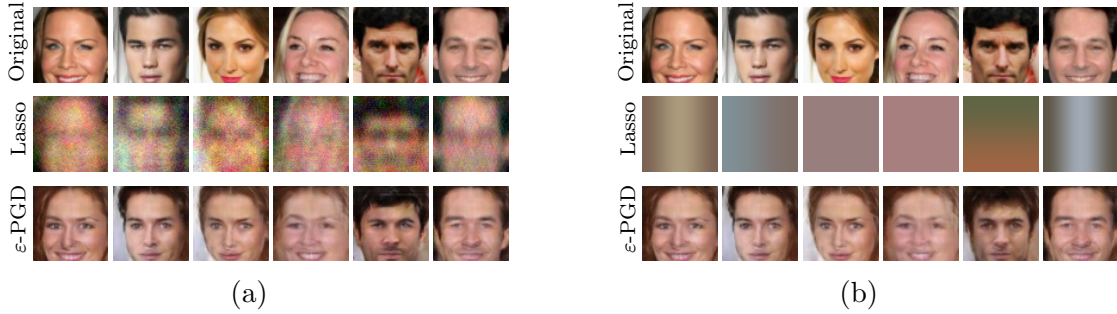 Original
Lasso
ε-PGD
(a)
Original
Lasso
ε-PGD
(b)